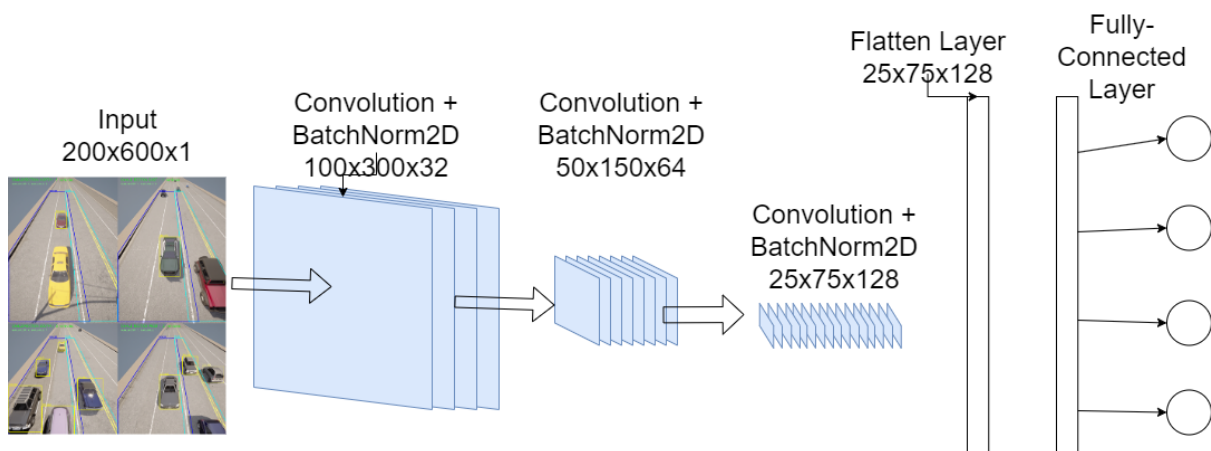 Input
200x600x1
Convolution +
BatchNorm2D
100x300x32
Convolution +
BatchNorm2D
50x150x64
Convolution +
BatchNorm2D
25x75x128
Flatten Layer
25x75x128
Fully-
Connected
Layer